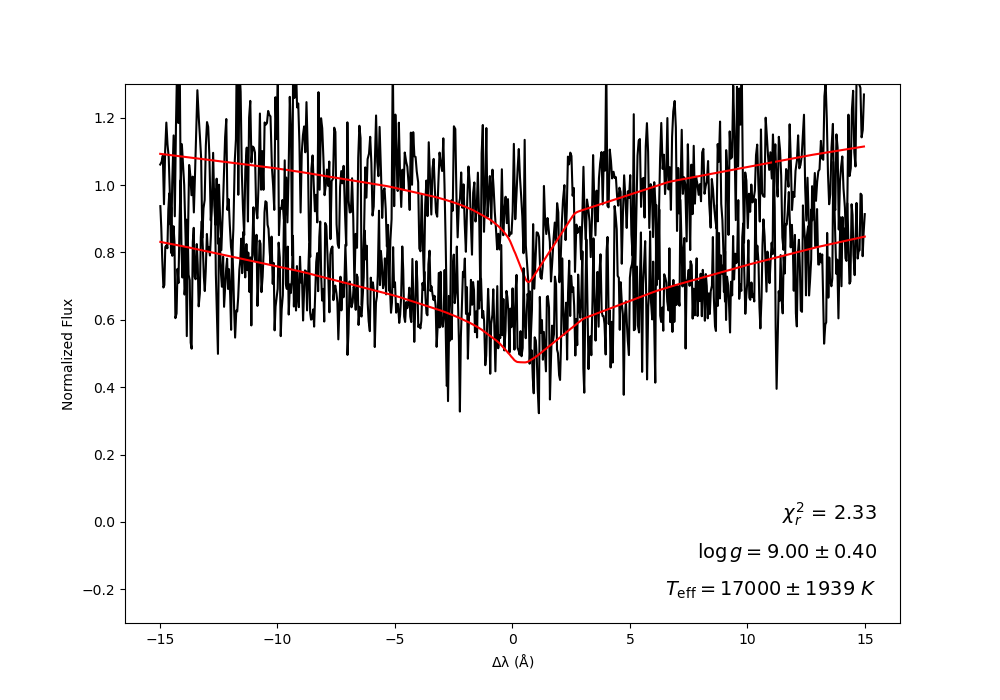 1.2
1.0
0.8
0.6
0.4
0.2
0.0
−0.2
Normalized Flux
χ²ᵣ = 2.33
log g = 9.00 ± 0.40
T_eff = 17000 ± 1939 K
−15 −10 −5 0 5 10 15
Δλ (Å)